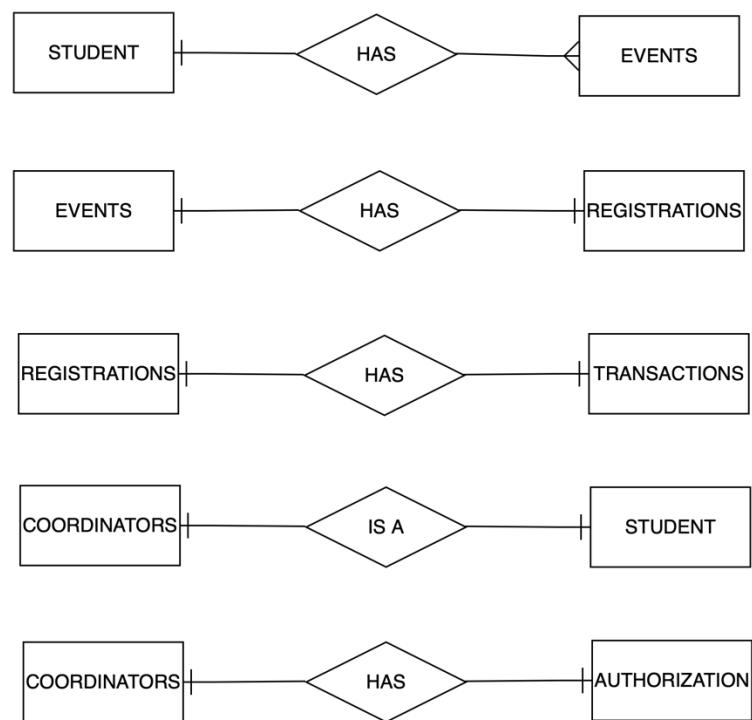 STUDENT HAS EVENTS
EVENTS HAS REGISTRATIONS
REGISTRATIONS HAS TRANSACTIONS
COORDINATORS IS A STUDENT
COORDINATORS HAS AUTHORIZATION